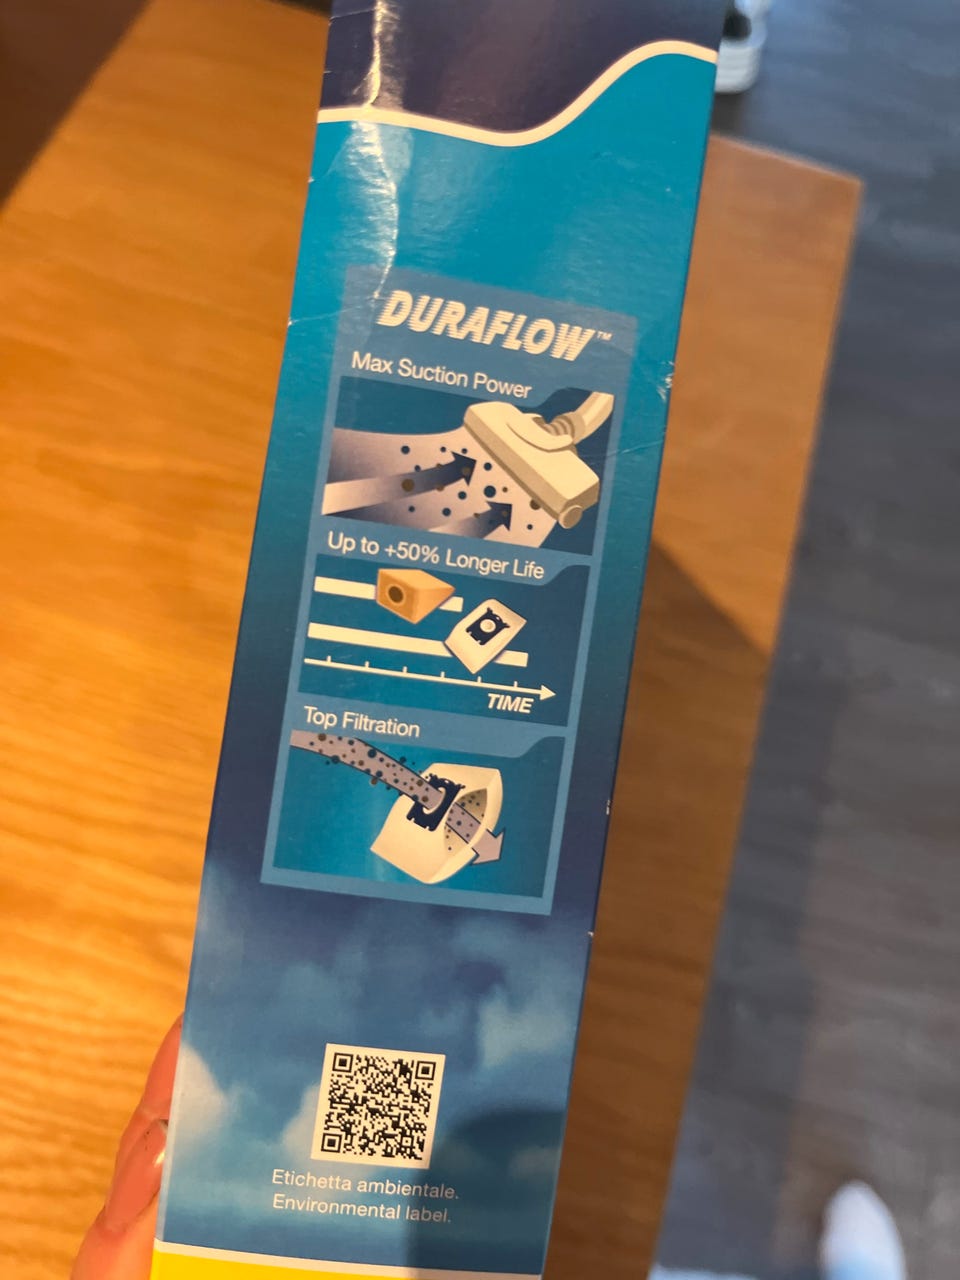 DURAFLOW™
Max Suction Power
Up to +50% Longer Life
TIME
Top Filtration
Etichetta ambientale.
Environmental label.